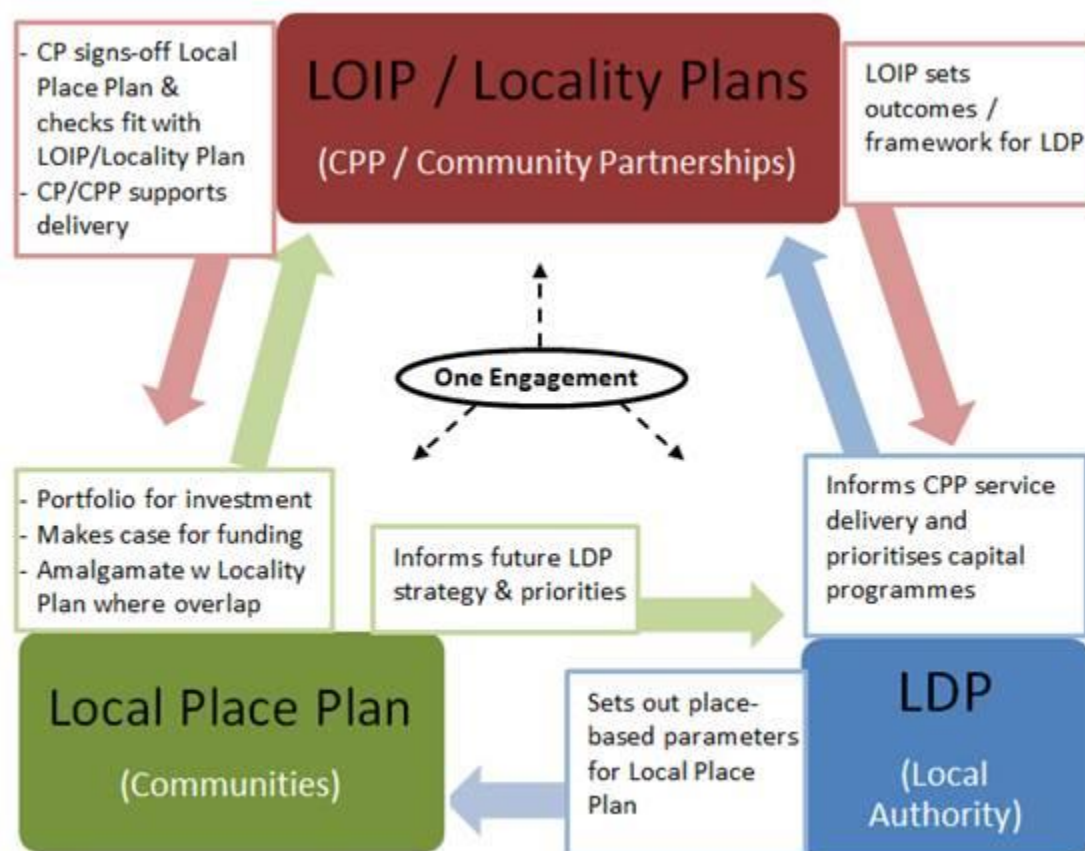 - CP signs-off Local
Place Plan &
checks fit with
LOIP/Locality Plan
- CP/CPP supports
delivery
LOIP / Locality Plans
(CPP / Community Partnerships)
LOIP sets
outcomes /
framework for LDP
One Engagement
- Portfolio for investment
- Makes case for funding
- Amalgamate w Locality
Plan where overlap
Informs future LDP
strategy & priorities
Informs CPP service
delivery and
prioritises capital
programmes
Local Place Plan
(Communities)
Sets out place-
based parameters
for Local Place
Plan
LDP
(Local
Authority)